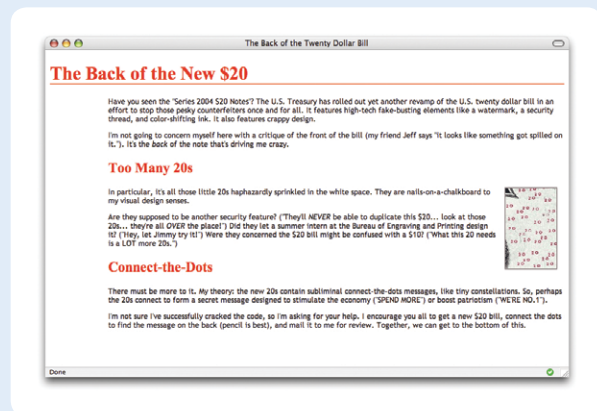 The Back of the Twenty Dollar Bill
The Back of the New $20
Have you seen the "Series 2004 $20 Notes"? The U.S. Treasury has rolled out yet another revamp of the U.S. twenty dollar bill in an
effort to stop those pesky counterfeiters once and for all. It features high-tech fake-busting elements like a watermark, a security
thread, and color-shifting ink. It also features crappy design.
I'm not going to concern myself here with a critique of the front of the bill (my friend Jeff says "it looks like something got spilled on
it."). It's the back of the note that's driving me crazy.
Too Many 20s
In particular, it's all those little 20s haphazardly sprinkled in the white space. They are nails-on-a-chalkboard to
my visual design senses.
Are they supposed to be another security feature? ("They'll NEVER be able to duplicate this $20... look at those
20s... they're all OVER the place!") Did they let a summer intern at the Bureau of Engraving and Printing design
it? ("Hey, let Jimmy try it!") Were they concerned the $20 bill might be confused with a $10? ("What this 20 needs
is a LOT more 20s.")
Connect-the-Dots
There must be more to it. My theory: the new 20s contain subliminal connect-the-dots messages, like tiny constellations. So, perhaps
the 20s connect to form a secret message designed to stimulate the economy ("SPEND MORE") or boost patriotism ("WE'RE NO.1").
I'm not sure I've successfully cracked the code, so I'm asking for your help. I encourage you all to get a new $20 bill, connect the dots
to find the message on the back (pencil is best), and mail it to me for review. Together, we can get to the bottom of this.
Done